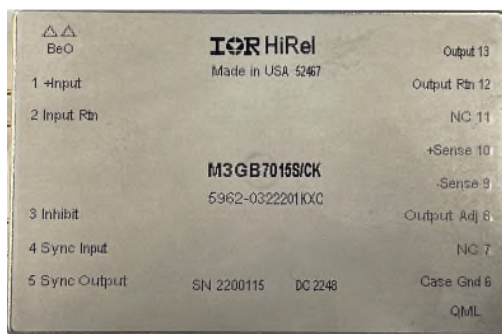 BeO
IOR HiRel
Made in USA 52467
Output 13
1 +Input
Output Rtn 12
2 Input Rtn
NC 11
+Sense 10
M3GB7015S/CK
-Sense 9
5962-0322201KXC
3 Inhibit
Output Adj 8
4 Sync Input
NC 7
5 Sync Output
SN 2200115 DC 2248
Case Gnd 6
QML